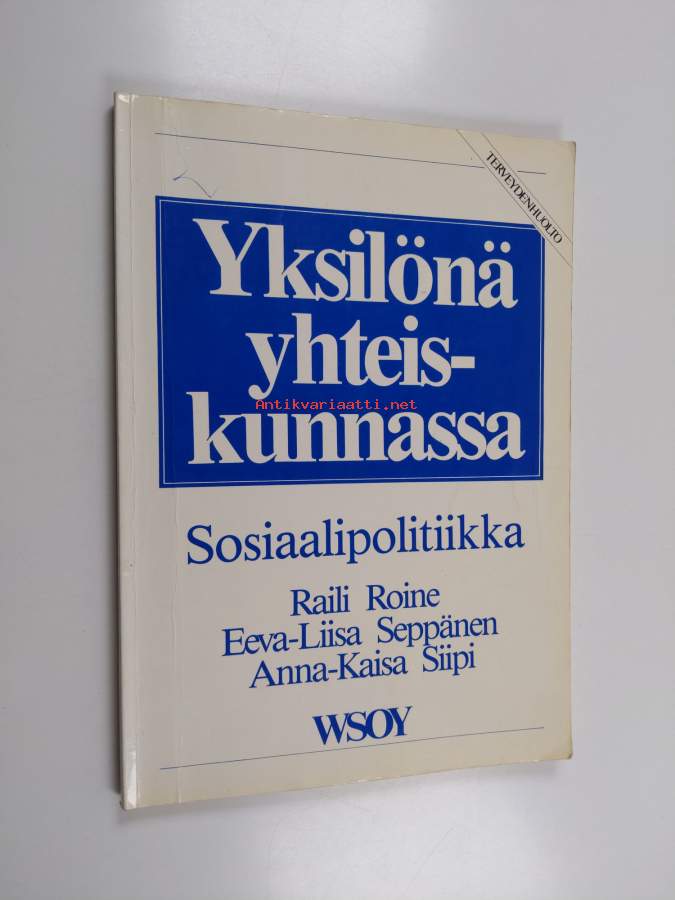 TERVEYDENHUOLTO
Yksilönä
yhteis-
Antikvariaatti.net
kunnassa
Sosiaalipolitiikka
Raili Roine
Eeva-Liisa Seppänen
Anna-Kaisa Siipi
WSOY